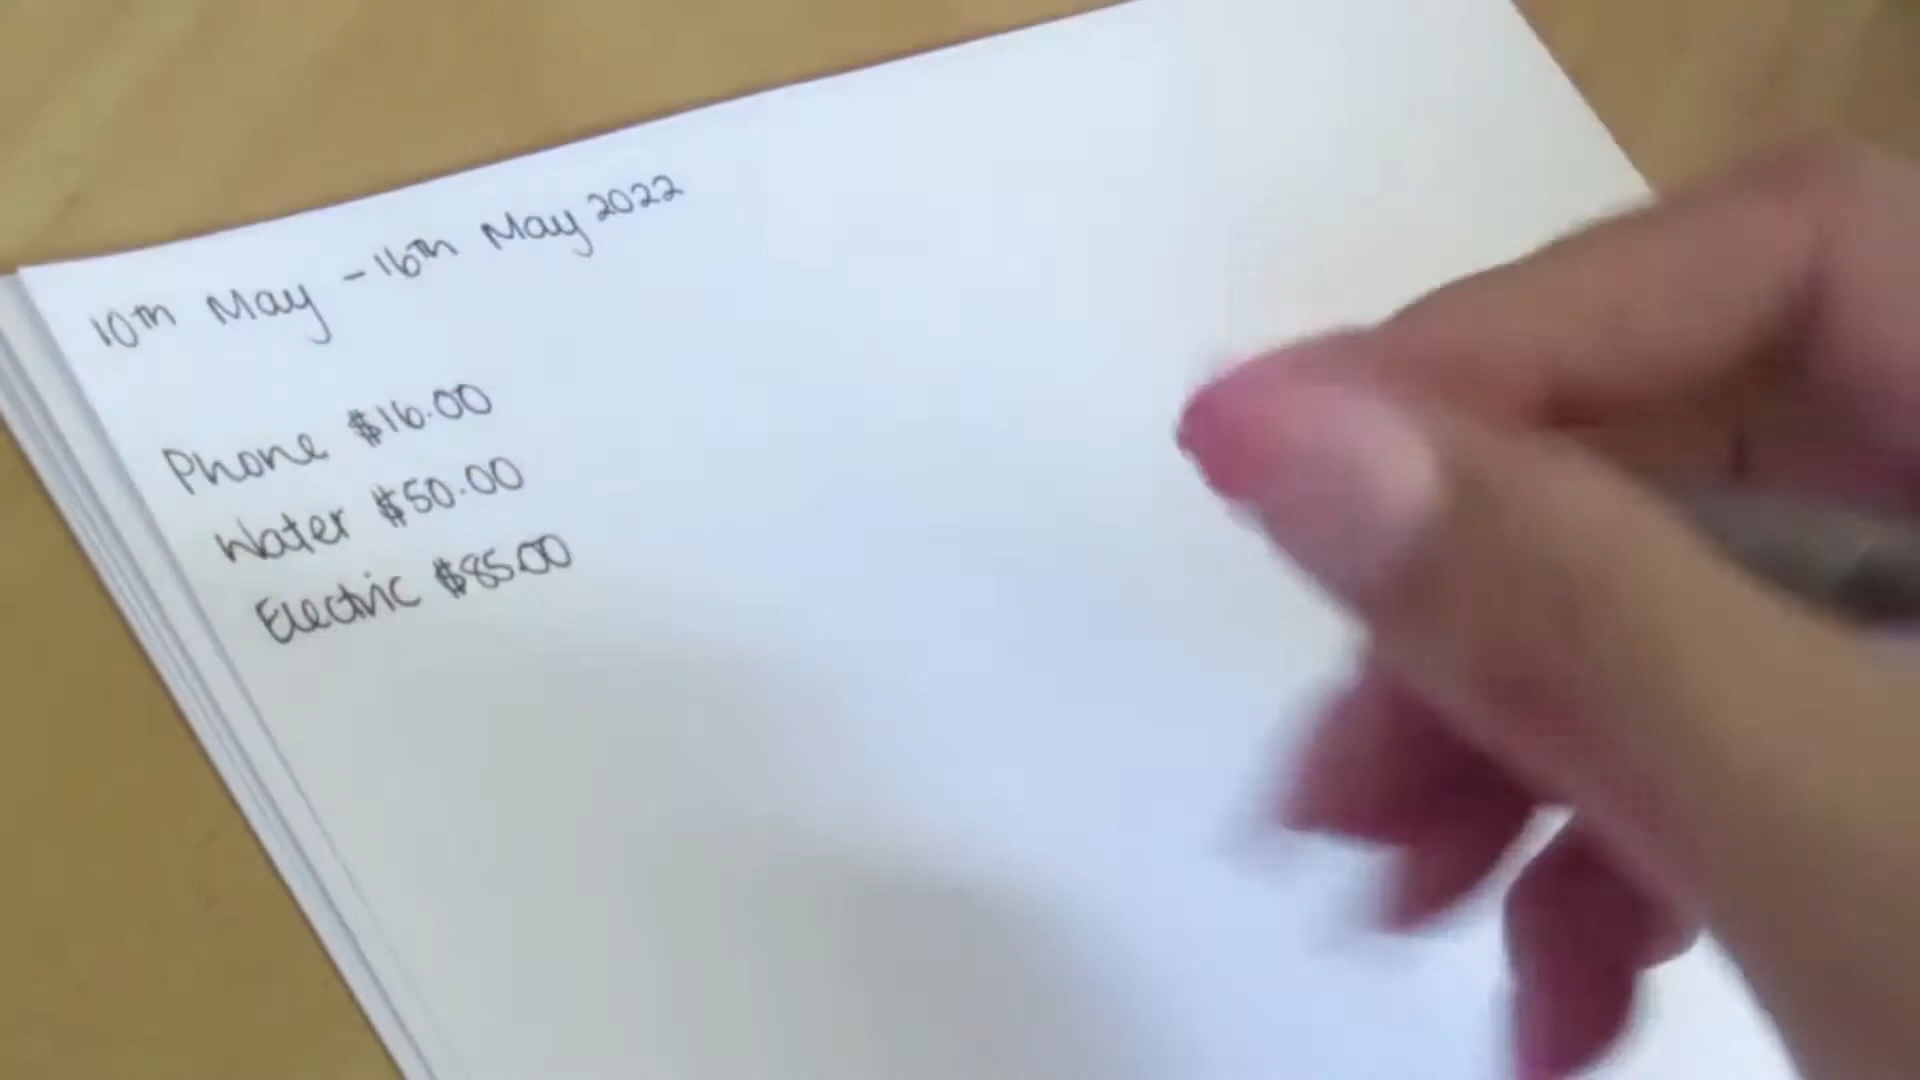 10th May - 16th May 2022
Phone $16.00
Water $50.00
Electric $85.00